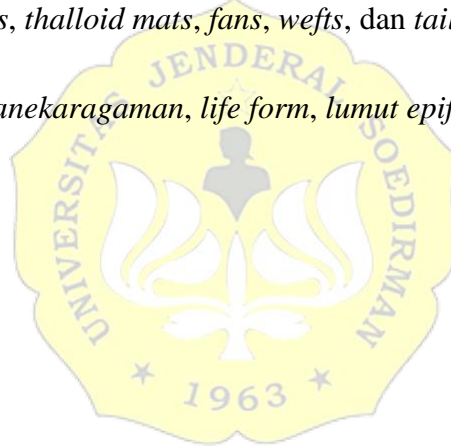 s, thalloid mats, fans, wefts, dan tail
anekaragaman, life form, lumut epif
UNIVERSITAS JENDERAL SOEDIRMAN
1963